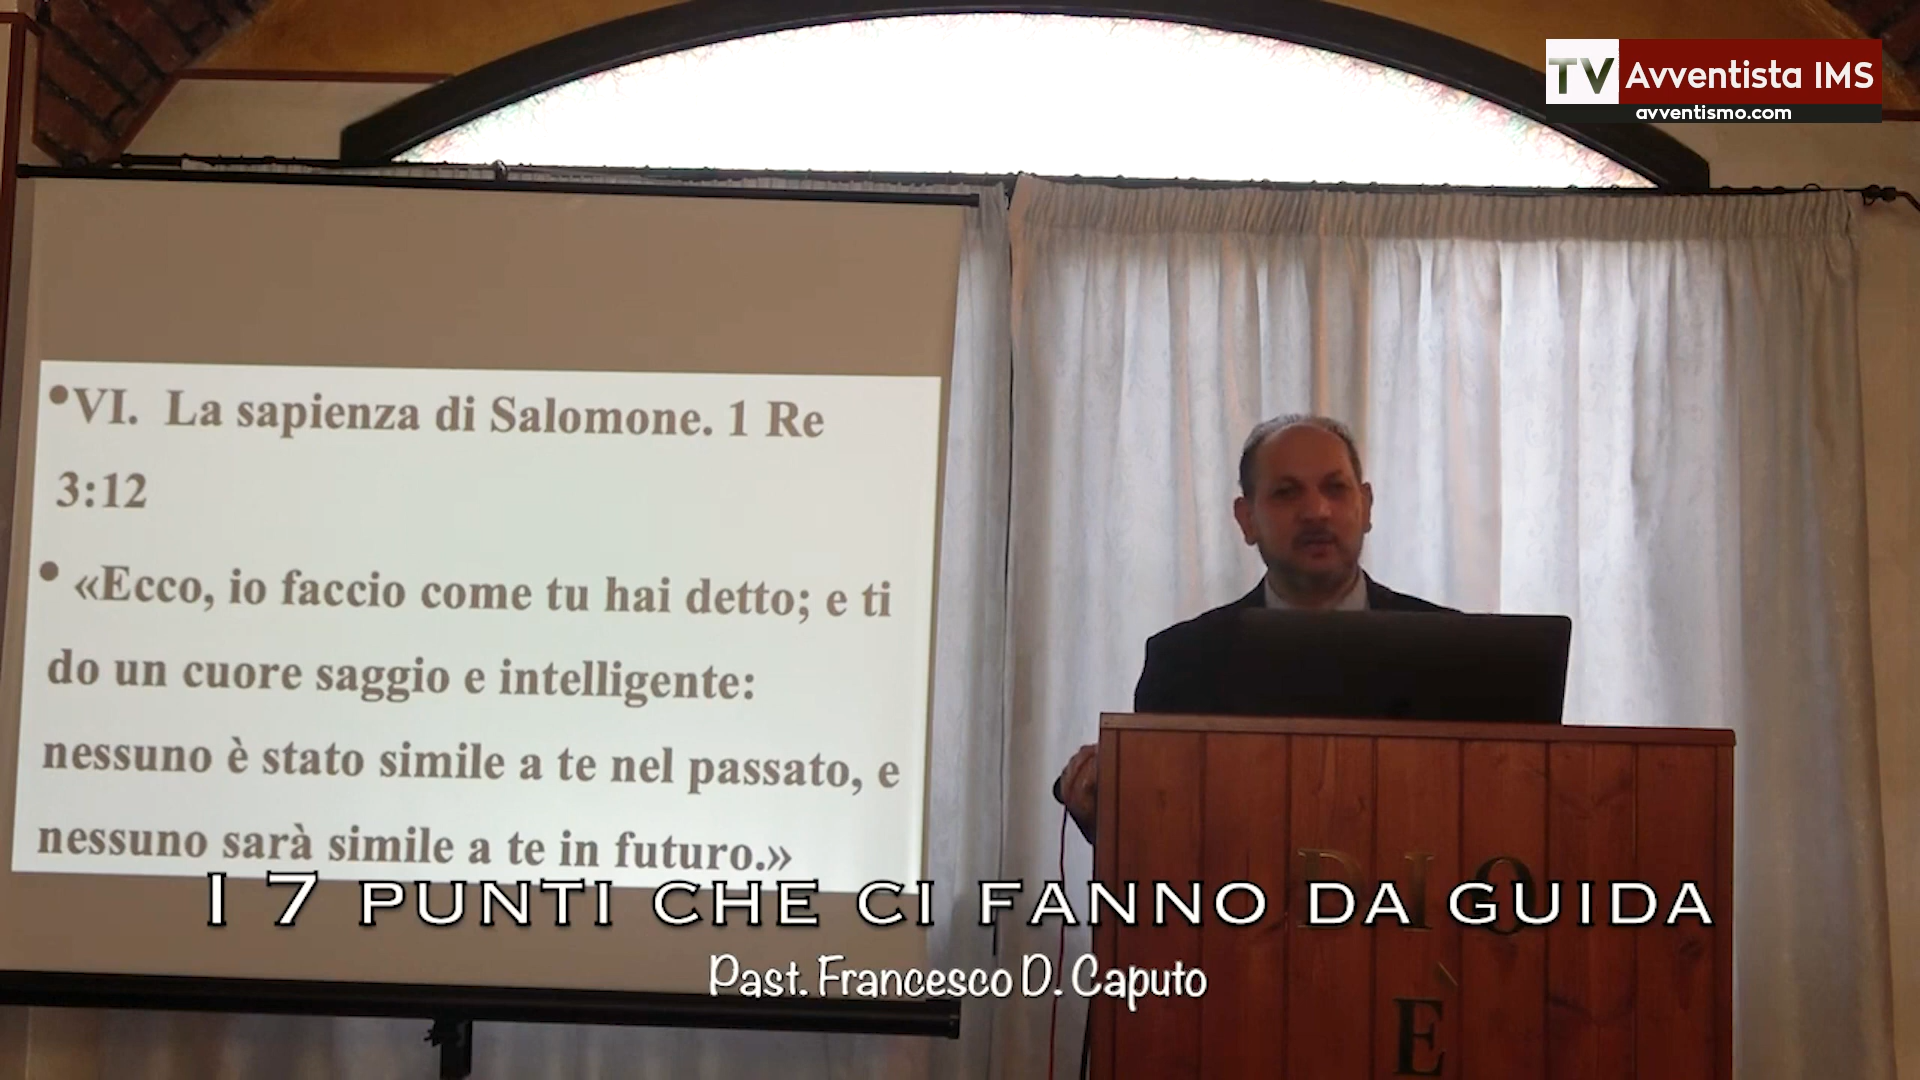 TV Avventista IMS
avventismo.com
•VI. La sapienza di Salomone. 1 Re
3:12
• «Ecco, io faccio come tu hai detto; e ti
do un cuore saggio e intelligente:
nessuno è stato simile a te nel passato, e
nessuno sarà simile a te in futuro.»
I 7 PUNTI CHE CI FANNO DA GUIDA
Past. Francesco D. Caputo
DIO
È